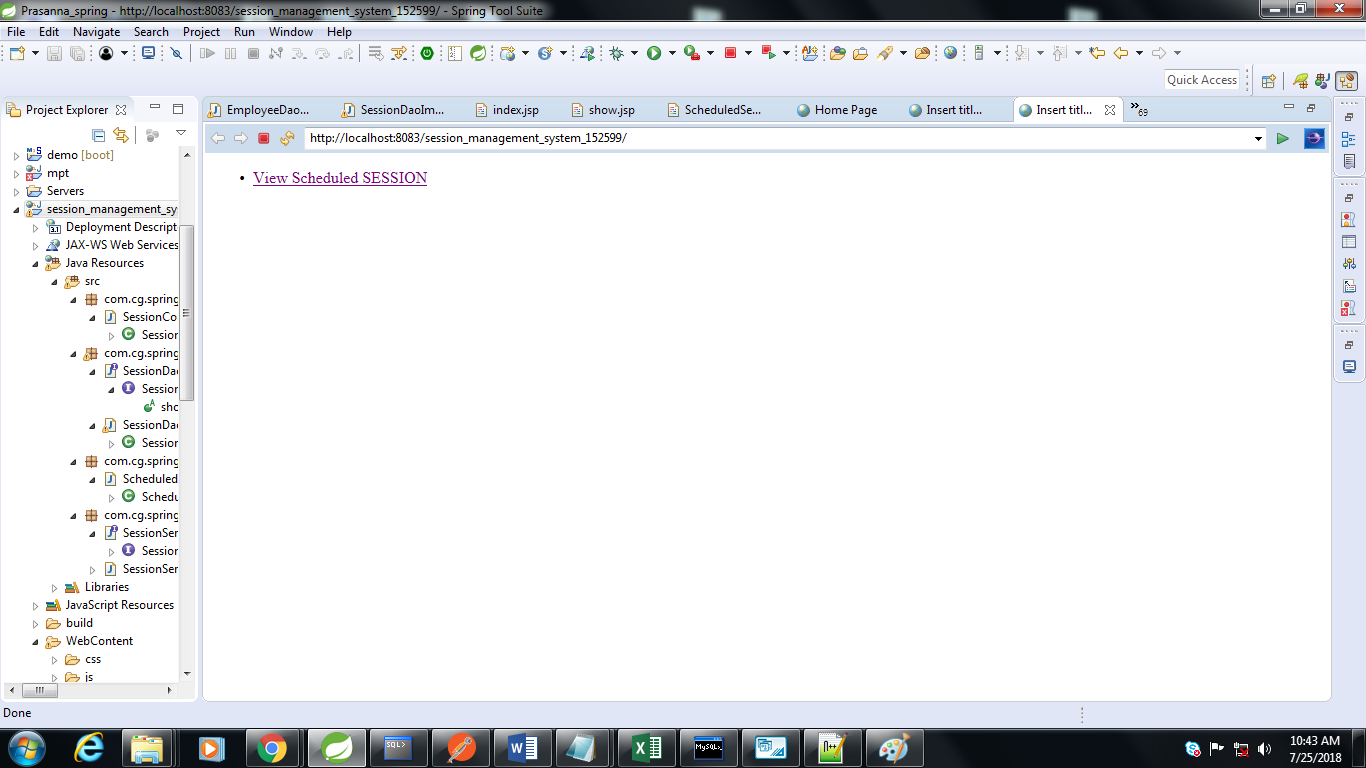 Prasanna_spring - http://localhost:8083/session_management_system_152599/ - Spring Tool Suite
File Edit Navigate Search Project Run Window Help
Quick Access
Project Explorer
EmployeeDao... SessionDaoIm... index.jsp show.jsp ScheduledSe... Home Page Insert titl... Insert titl... 69
http://localhost:8083/session_management_system_152599/
• View Scheduled SESSION
demo [boot]
mpt
Servers
session_management_sy
Deployment Descript
JAX-WS Web Services
Java Resources
src
com.cg.spring
SessionCo
Session
com.cg.spring
SessionDao
Session
sho
SessionDao
Session
com.cg.spring
Scheduled
Schedu
com.cg.spring
SessionSer
Session
SessionSer
Libraries
JavaScript Resources
build
WebContent
css
js
Done
SQL>
MySQL
10:43 AM
7/25/2018